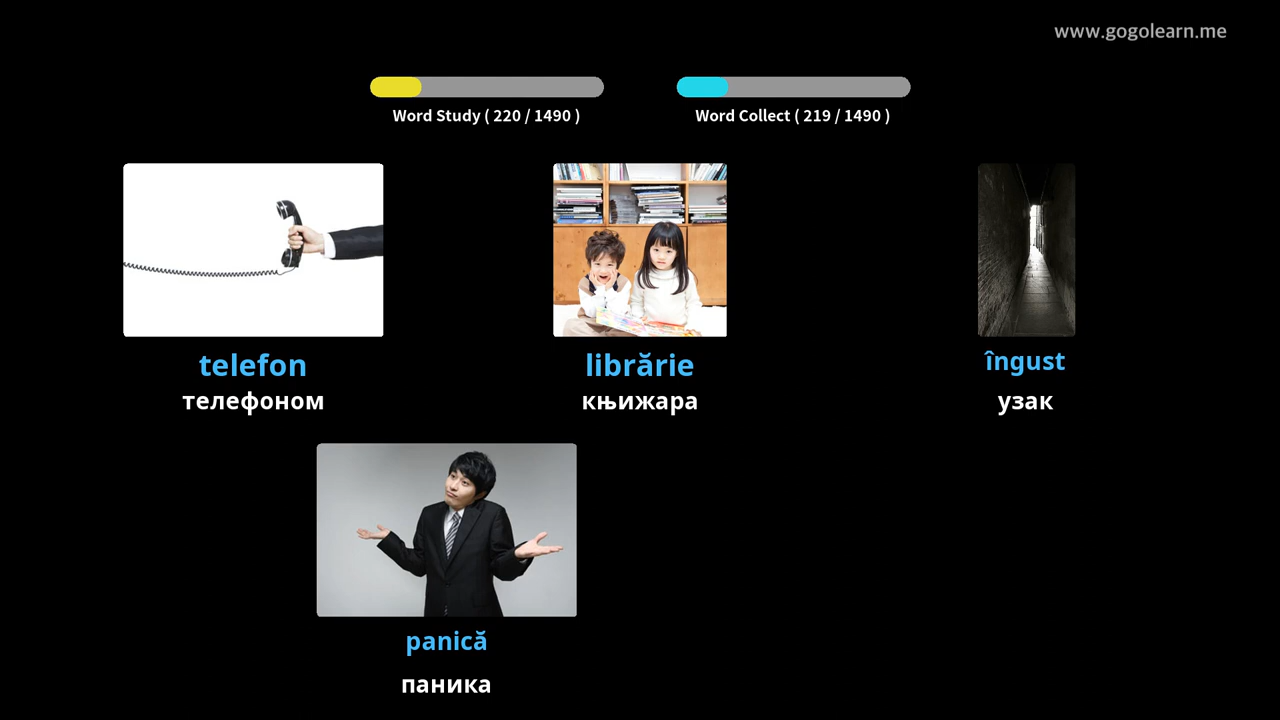 www.gogolearn.me
Word Study ( 220 / 1490 )
Word Collect ( 219 / 1490 )
telefon
телефоном
librărie
књижара
îngust
узак
panică
паника